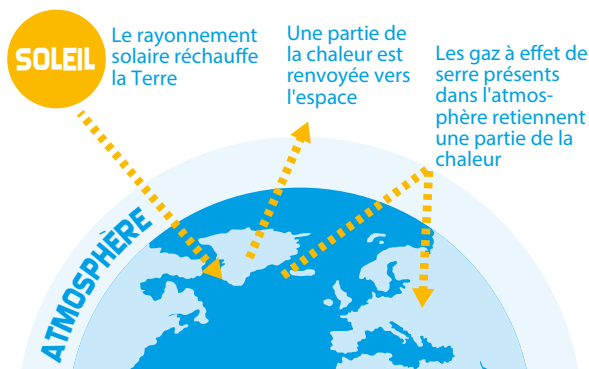 SOLEIL
Le rayonnement
solaire réchauffe
la Terre
Une partie de
la chaleur est
renvoyée vers
l'espace
Les gaz à effet de
serre présents
dans l'atmos-
phère retiennent
une partie de la
chaleur
ATMOSPHÈRE